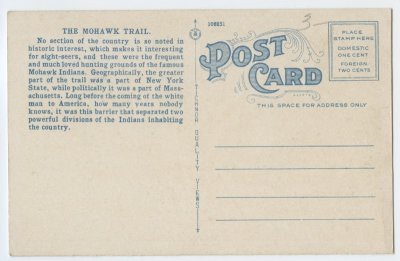 THE MOHAWK TRAIL.
No section of the country is so noted in
historic interest, which makes it interesting
for sight-seers, and these were the frequent
and much loved hunting grounds of the famous
Mohawk Indians. Geographically, the greater
part of the trail was a part of New York
State, while politically it was a part of Mass-
achusetts. Long before the coming of the white
man to America, how many years nobody
knows, it was this barrier that separated two
powerful divisions of the Indians inhabiting
the country.
QUALITY VIEWS
108831
3
POST
CARD
THIS SPACE FOR ADDRESS ONLY
PLACE
STAMP HERE
DOMESTIC
ONE CENT
FOREIGN
TWO CENTS